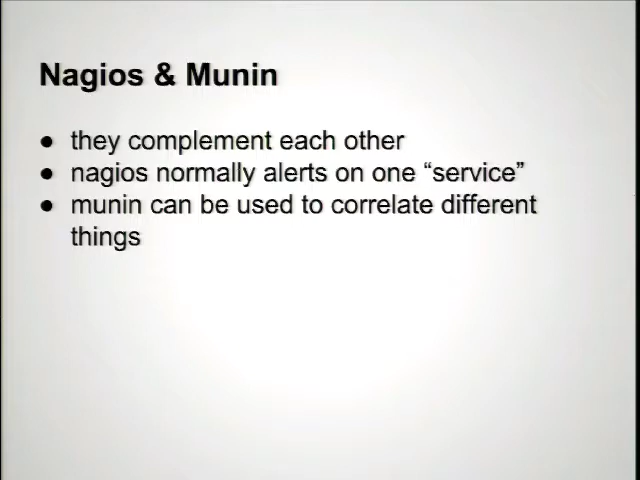 Nagios & Munin
● they complement each other
● nagios normally alerts on one “service”
● munin can be used to correlate different
things